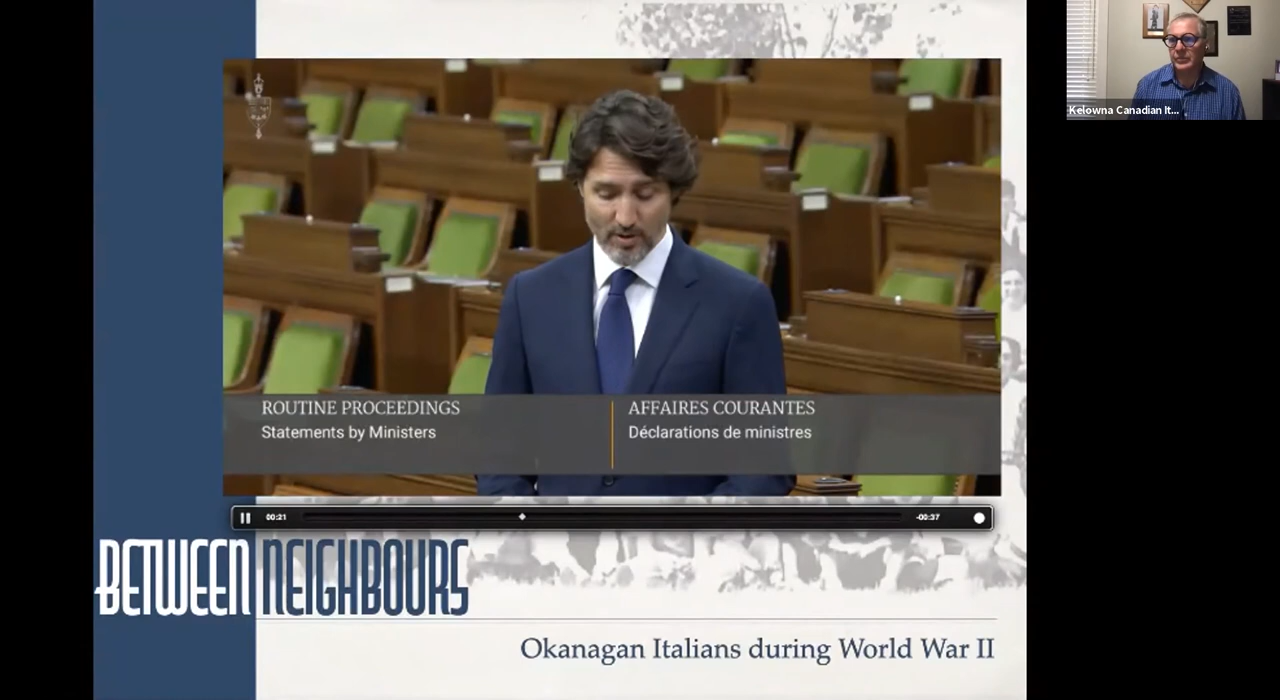 Kelowna Canadian It...
ROUTINE PROCEEDINGS
Statements by Ministers
AFFAIRES COURANTES
Déclarations de ministres
00:21
-00:37
BETWEEN NEIGHBOURS
Okanagan Italians during World War II